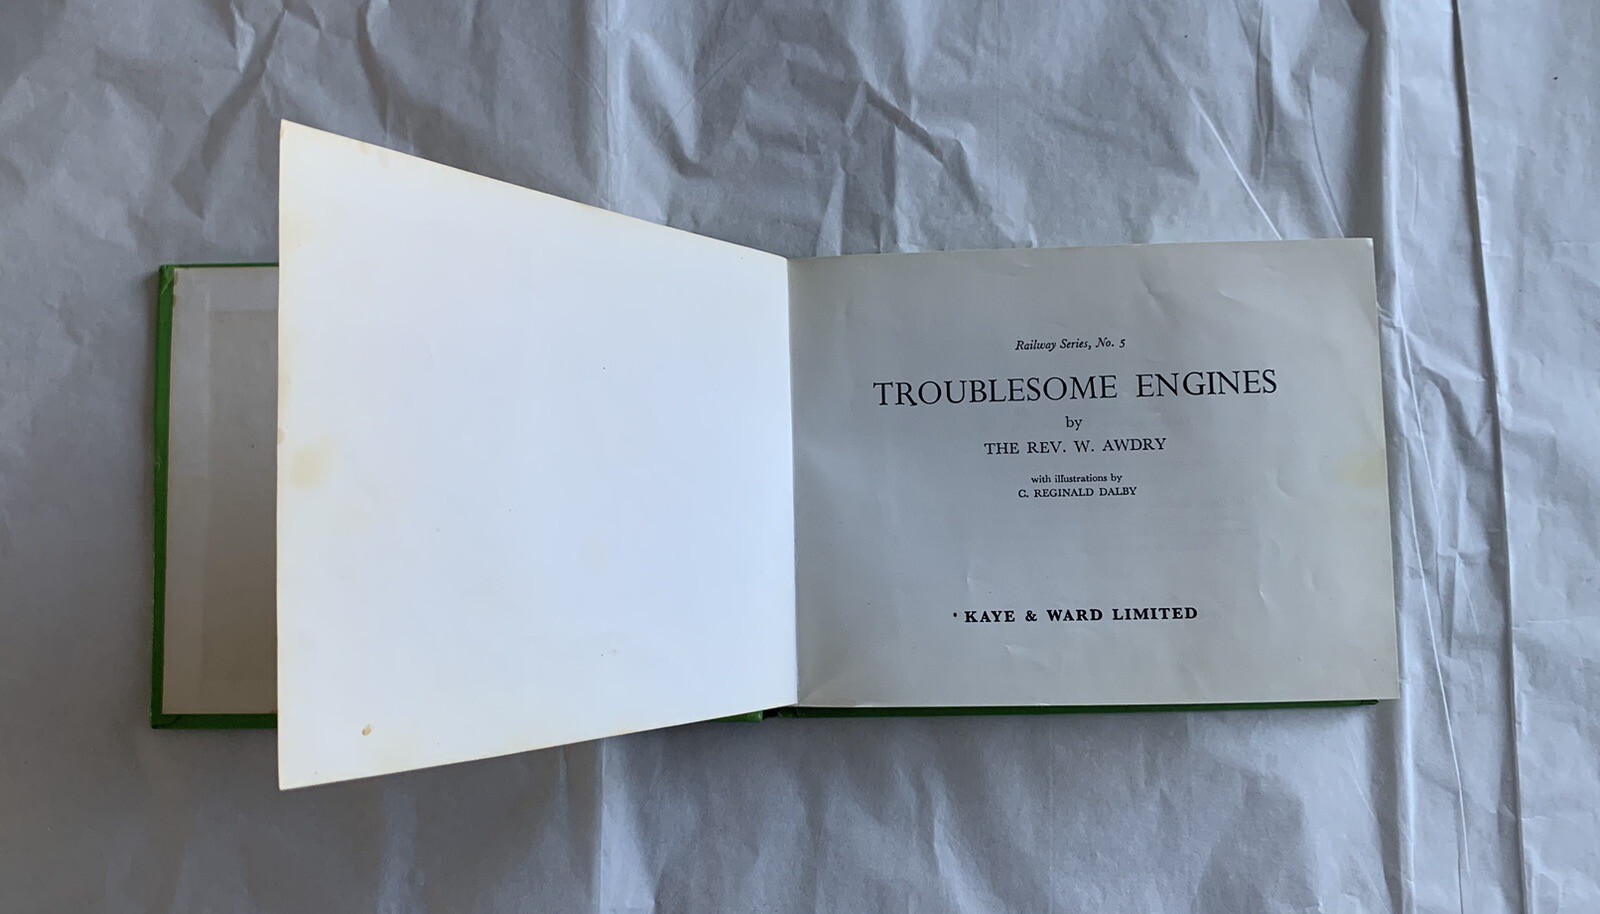 Railway Series, No. 5
TROUBLESOME ENGINES
by
THE REV. W. AWDRY
with illustrations by
C. REGINALD DALBY
KAYE & WARD LIMITED